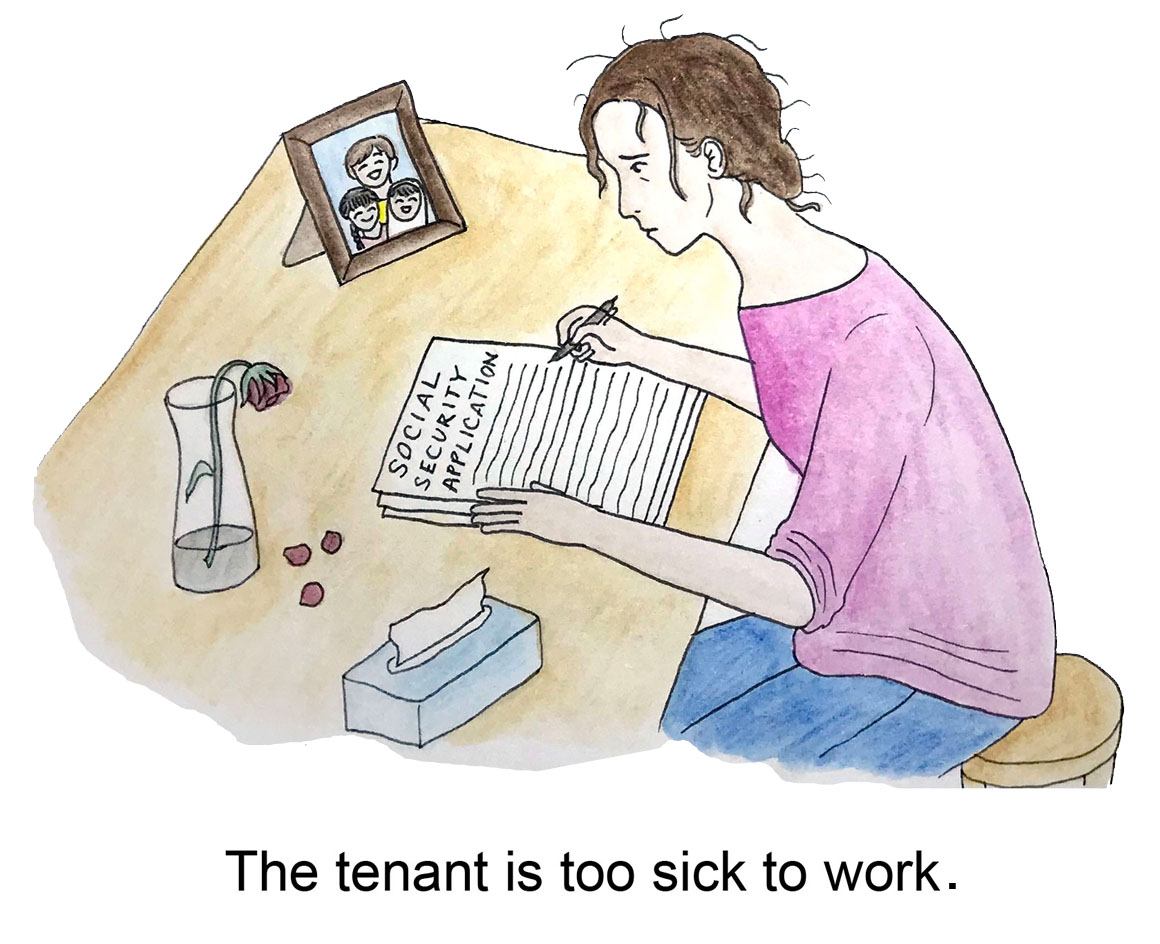 SOCIAL
SECURITY
APPLICATION
The tenant is too sick to work.